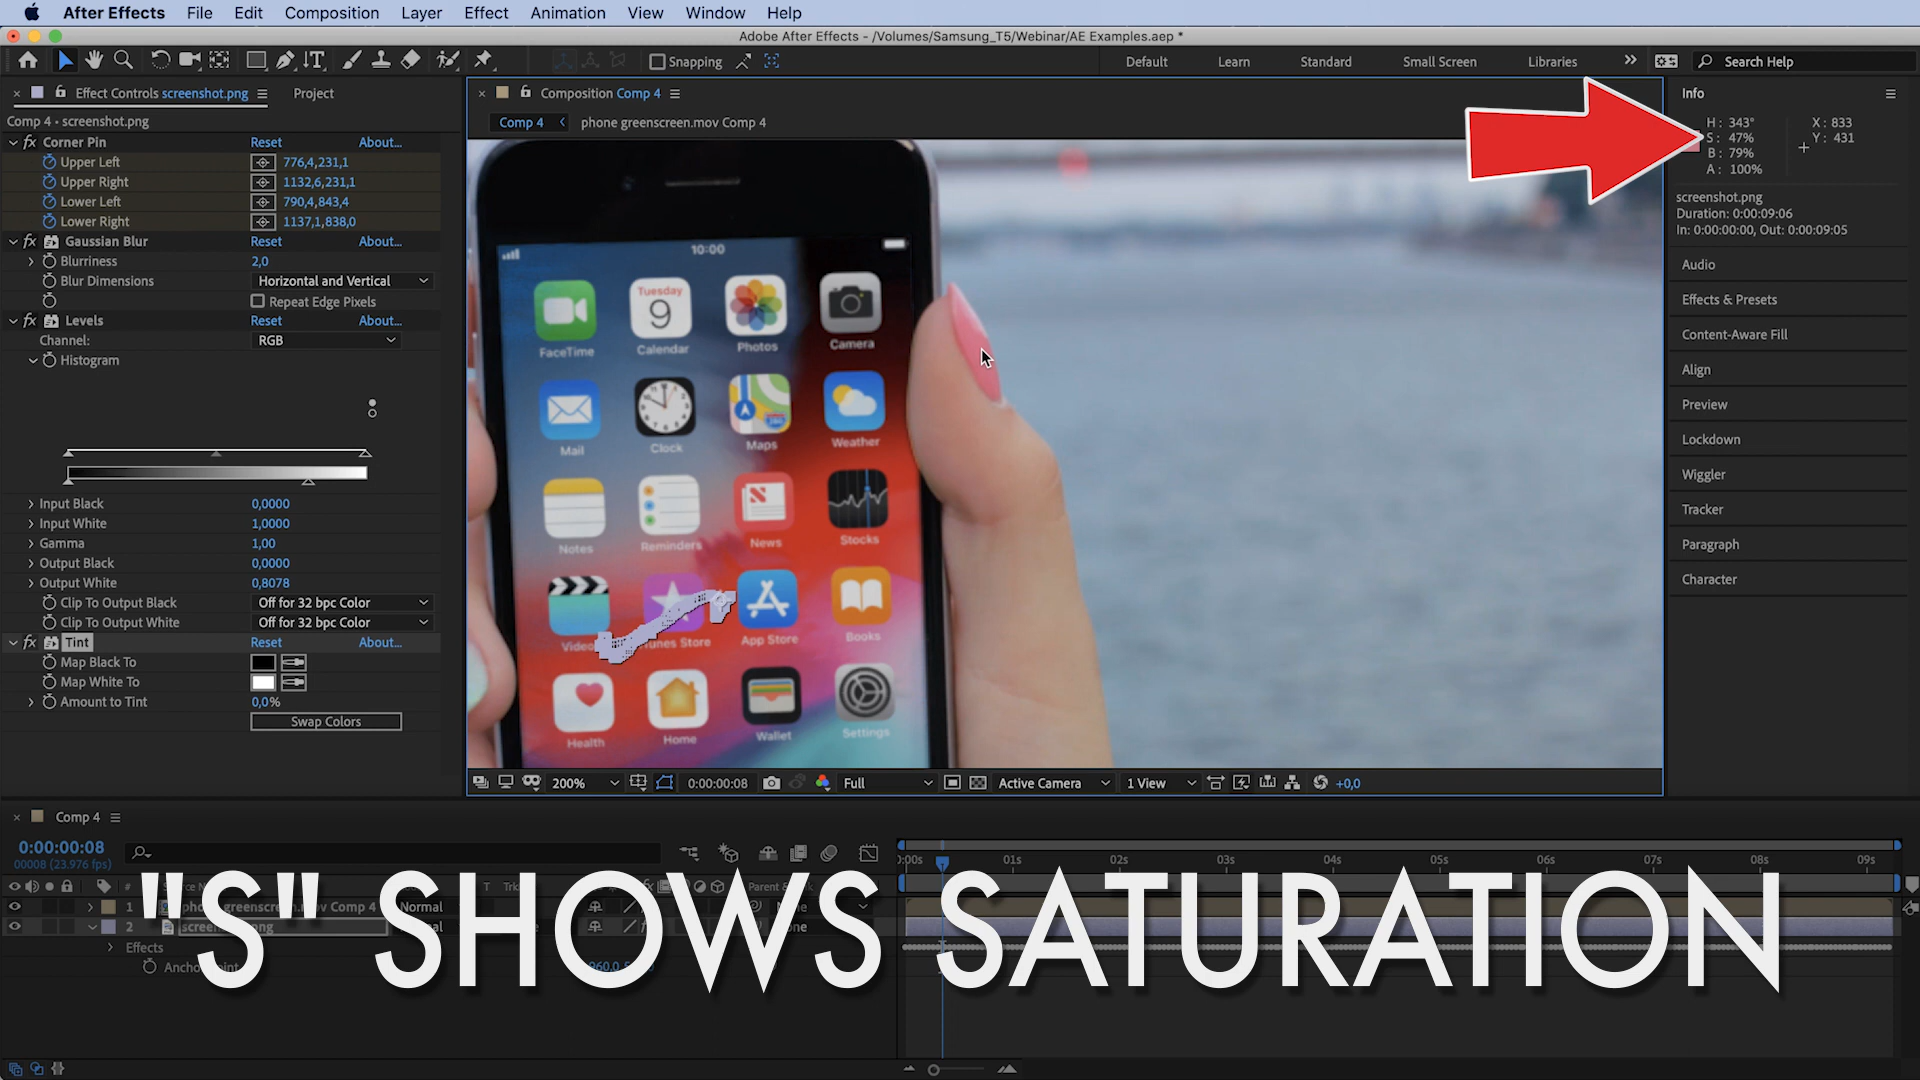 After Effects File Edit Composition Layer Effect Animation View Window Help
Adobe After Effects - /Volumes/Samsung_T5/Webinar/AE Examples.aep *
Snapping Default Learn Standard Small Screen Libraries » Search Help
Effect Controls screenshot.png Project
Comp 4 • screenshot.png
fx Corner Pin Reset About...
Upper Left 776,4,231,1
Upper Right 1132,6,231,1
Lower Left 790,4,843,4
Lower Right 1137,1,838,0
fx Gaussian Blur Reset About...
Blurriness 2,0
Blur Dimensions Horizontal and Vertical
Repeat Edge Pixels
fx Levels Reset About...
Channel: RGB
Histogram
Input Black 0,0000
Input White 1,0000
Gamma 1,00
Output Black 0,0000
Output White 0,8078
Clip To Output Black Off for 32 bpc Color
Clip To Output White Off for 32 bpc Color
fx Tint Reset About...
Map Black To
Map White To
Amount to Tint 0,0%
Swap Colors
Composition Comp 4
Comp 4 phone greenscreen.mov Comp 4
10:00
Tuesday
9
FaceTime Calendar Photos Camera
Mail Clock Maps Weather
Notes Reminders News Stocks
App Store Books
Health Home Wallet Settings
200% 0:00:00:08 Full Active Camera 1 View +0,0
Info
H: 343° X: 833
S: 47% Y: 431
B: 79%
A: 100%
screenshot.png
Duration: 0:00:09:06
In: 0:00:00:00, Out: 0:00:09:05
Audio
Effects & Presets
Content-Aware Fill
Align
Preview
Lockdown
Wiggler
Tracker
Paragraph
Character
Comp 4
0:00:00:08
00008 (23.976 fps)
01s 02s 03s 04s 05s 06s 07s 08s 09s
# Parent &
1 greenscreen.mov Comp 4 Normal
2
Effects
"S" SHOWS SATURATION